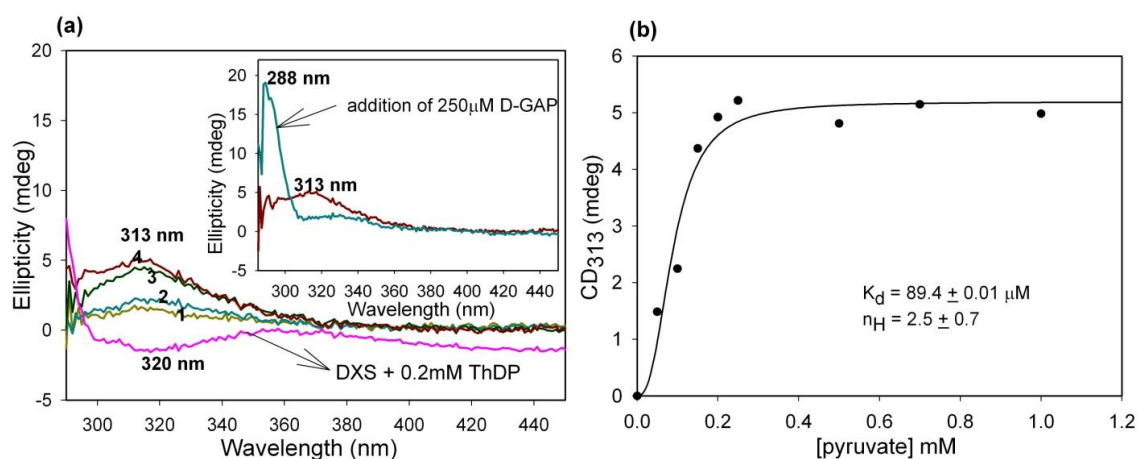 (a)
20
15
10
5
0
-5
Ellipticity (mdeg)
313 nm
4
3
2
1
320 nm
DXS + 0.2mM ThDP
300 320 340 360 380 400 420 440
Wavelength (nm)
20
15
10
5
0
-5
Ellipticity (mdeg)
288 nm
addition of 250μM D-GAP
313 nm
300 320 340 360 380 400 420 440
Wavelength (nm)
(b)
6
5
4
3
2
1
0
CD313 (mdeg)
Kd = 89.4 ± 0.01 μM
nH = 2.5 ± 0.7
0.0 0.2 0.4 0.6 0.8 1.0 1.2
[pyruvate] mM